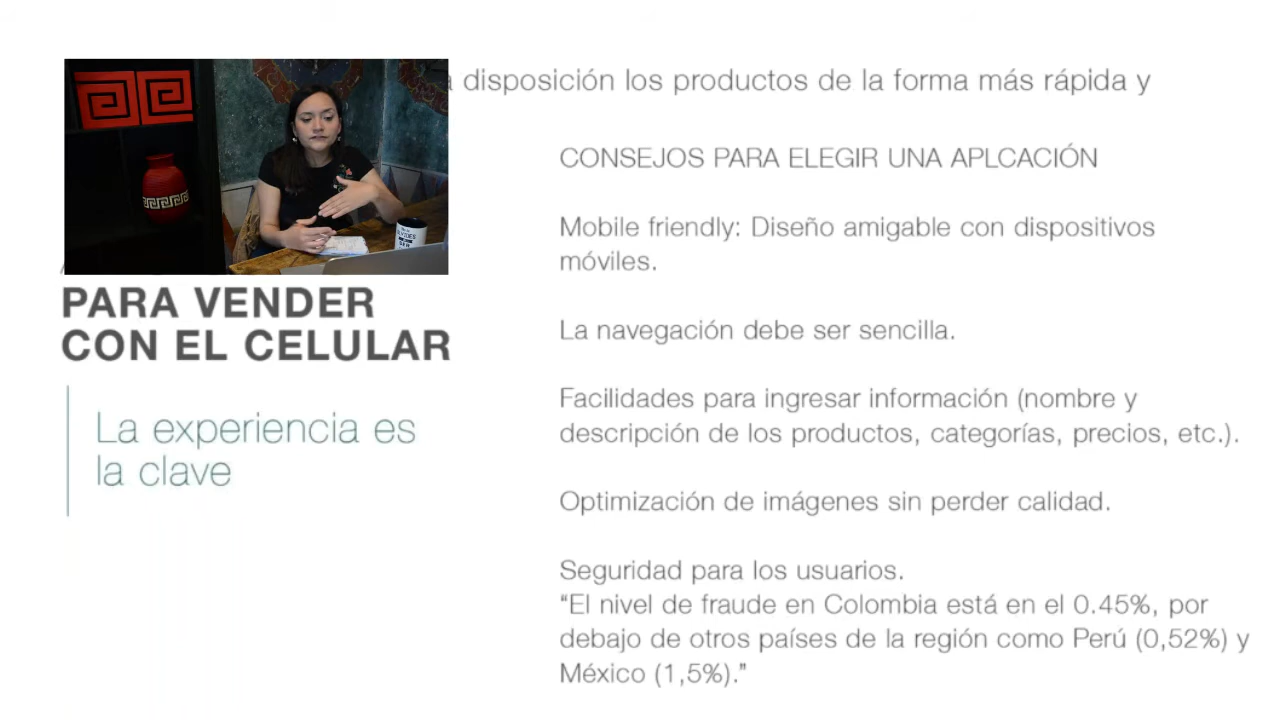 disposición los productos de la forma más rápida y
PARA VENDER
CON EL CELULAR
La experiencia es
la clave
CONSEJOS PARA ELEGIR UNA APLCACIÓN
Mobile friendly: Diseño amigable con dispositivos
móviles.
La navegación debe ser sencilla.
Facilidades para ingresar información (nombre y
descripción de los productos, categorías, precios, etc.).
Optimización de imágenes sin perder calidad.
Seguridad para los usuarios.
“El nivel de fraude en Colombia está en el 0.45%, por
debajo de otros países de la región como Perú (0,52%) y
México (1,5%).”